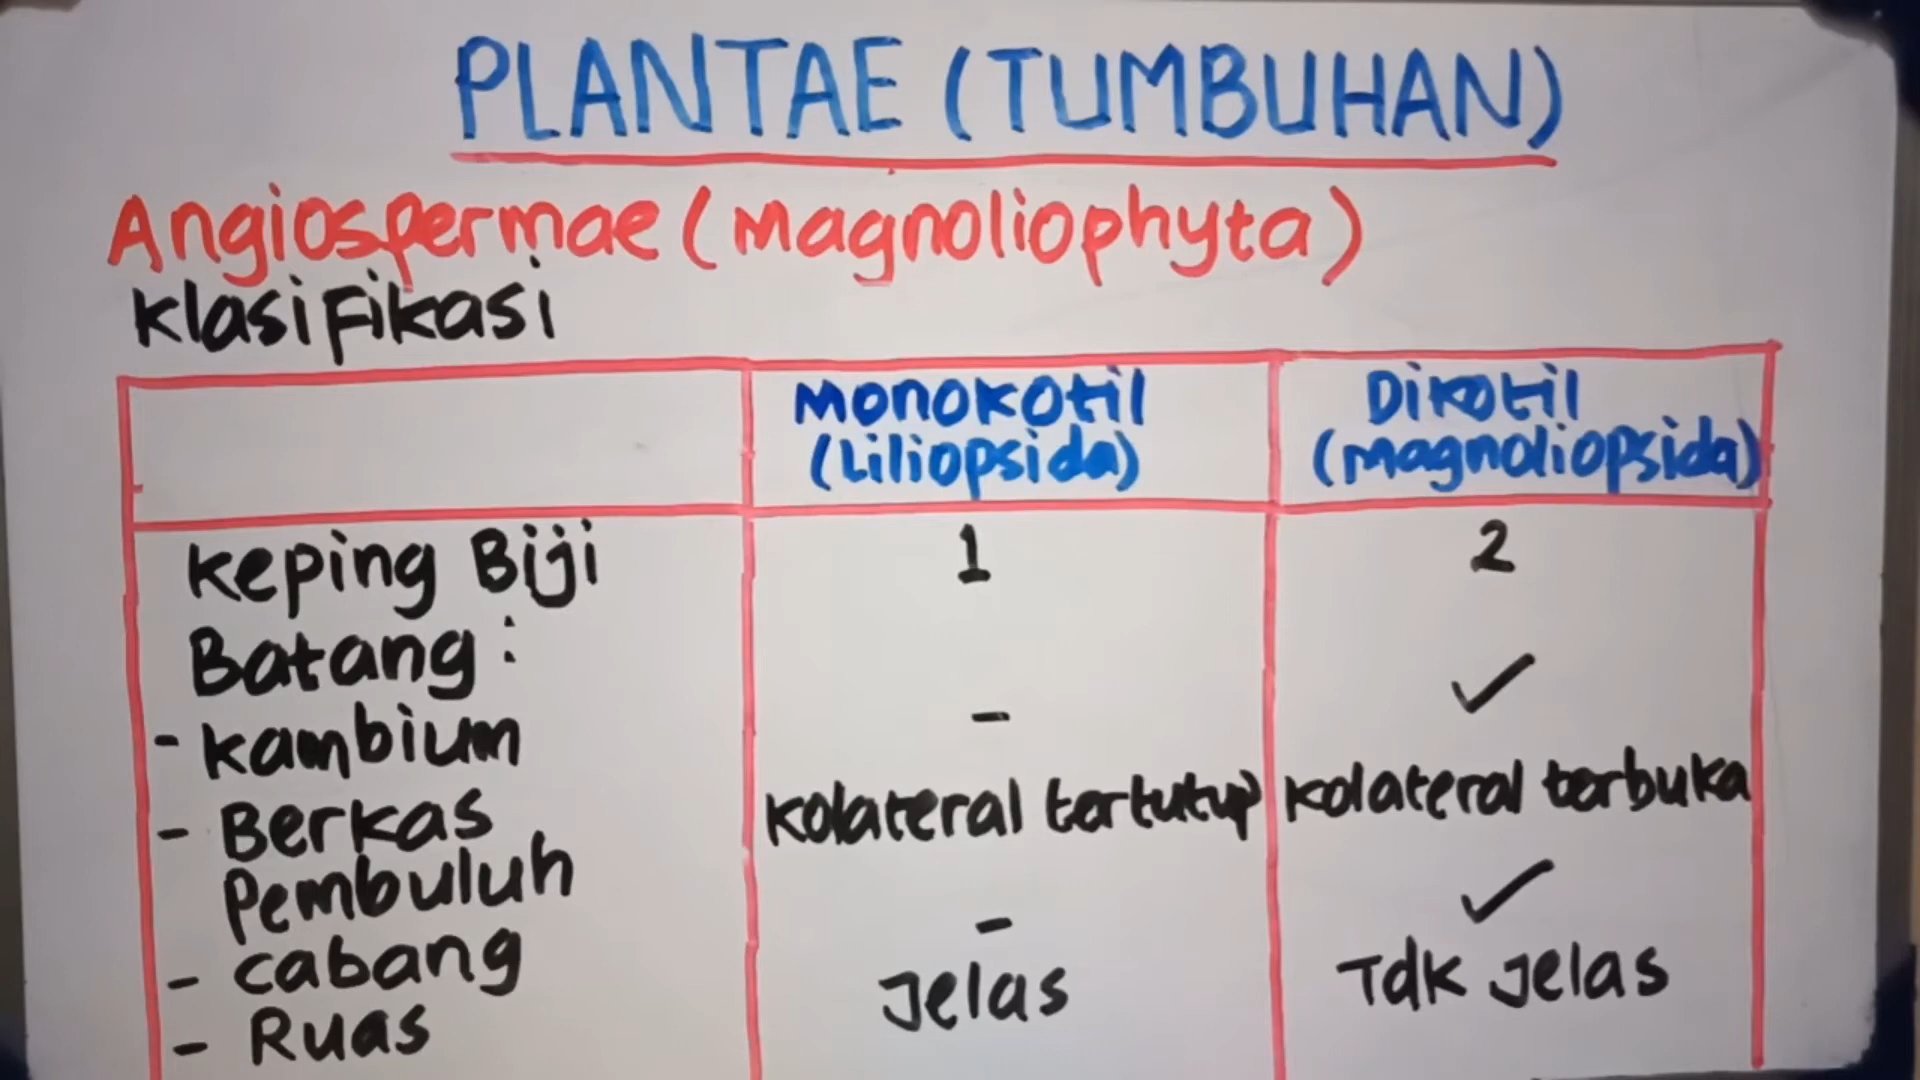 PLANTAE (TUMBUHAN)
Angiospermae (Magnoliophyta)
Klasifikasi
Monokotil (Liliopsida)
Dikotil (Magnoliopsida)
Keping Biji 1 2
Batang :
- Kambium - ✓
- Berkas Pembuluh Kolateral tertutup Kolateral terbuka
- Cabang - ✓
- Ruas Jelas Tdk Jelas